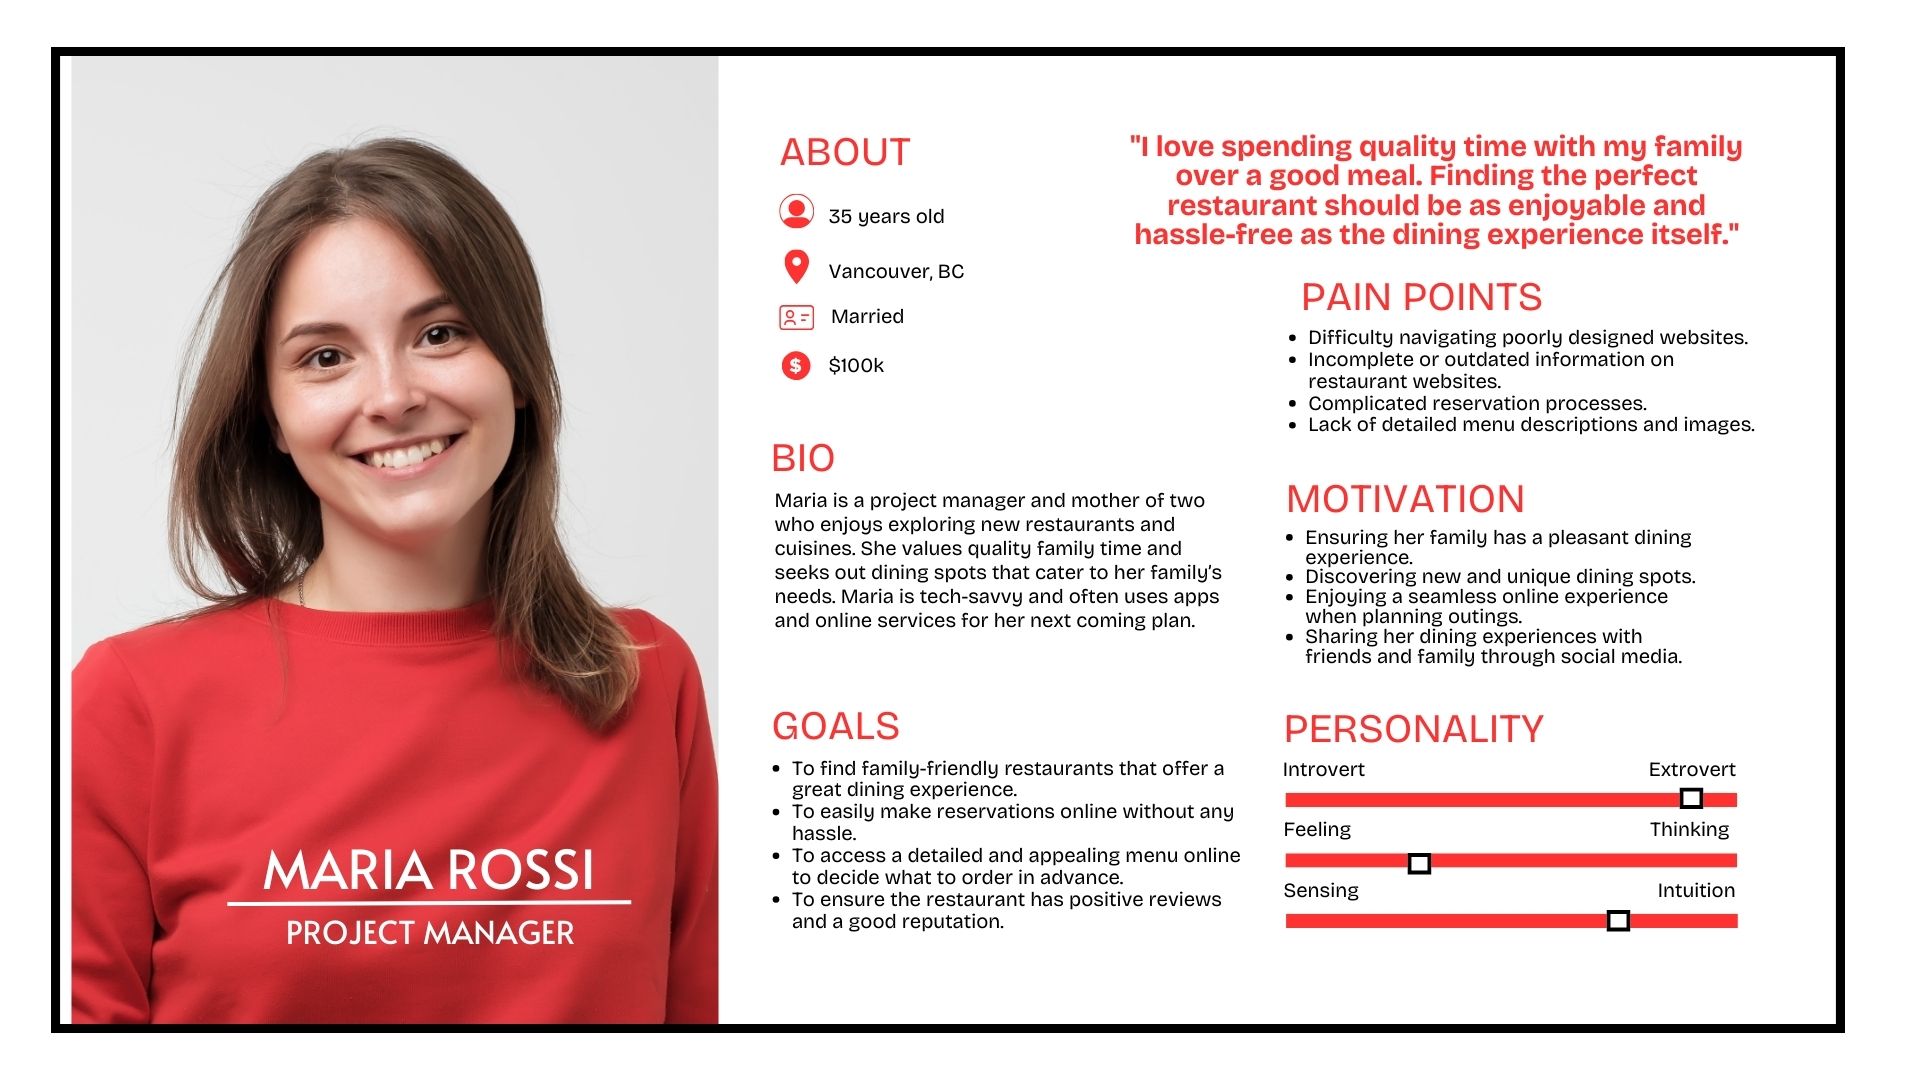 MARIA ROSSI
PROJECT MANAGER
ABOUT
35 years old
Vancouver, BC
Married
$
$100k
BIO
Maria is a project manager and mother of two
who enjoys exploring new restaurants and
cuisines. She values quality family time and
seeks out dining spots that cater to her family's
needs. Maria is tech-savvy and often uses apps
and online services for her next coming plan.
GOALS
• To find family-friendly restaurants that offer a
great dining experience.
• To easily make reservations online without any
hassle.
• To access a detailed and appealing menu online
to decide what to order in advance.
• To ensure the restaurant has positive reviews
and a good reputation.
"I love spending quality time with my family
over a good meal. Finding the perfect
restaurant should be as enjoyable and
hassle-free as the dining experience itself."
PAIN POINTS
• Difficulty navigating poorly designed websites.
• Incomplete or outdated information on
restaurant websites.
• Complicated reservation processes.
• Lack of detailed menu descriptions and images.
MOTIVATION
• Ensuring her family has a pleasant dining
experience.
• Discovering new and unique dining spots.
• Enjoying a seamless online experience
when planning outings.
• Sharing her dining experiences with
friends and family through social media.
PERSONALITY
Introvert Extrovert
Feeling Thinking
Sensing Intuition